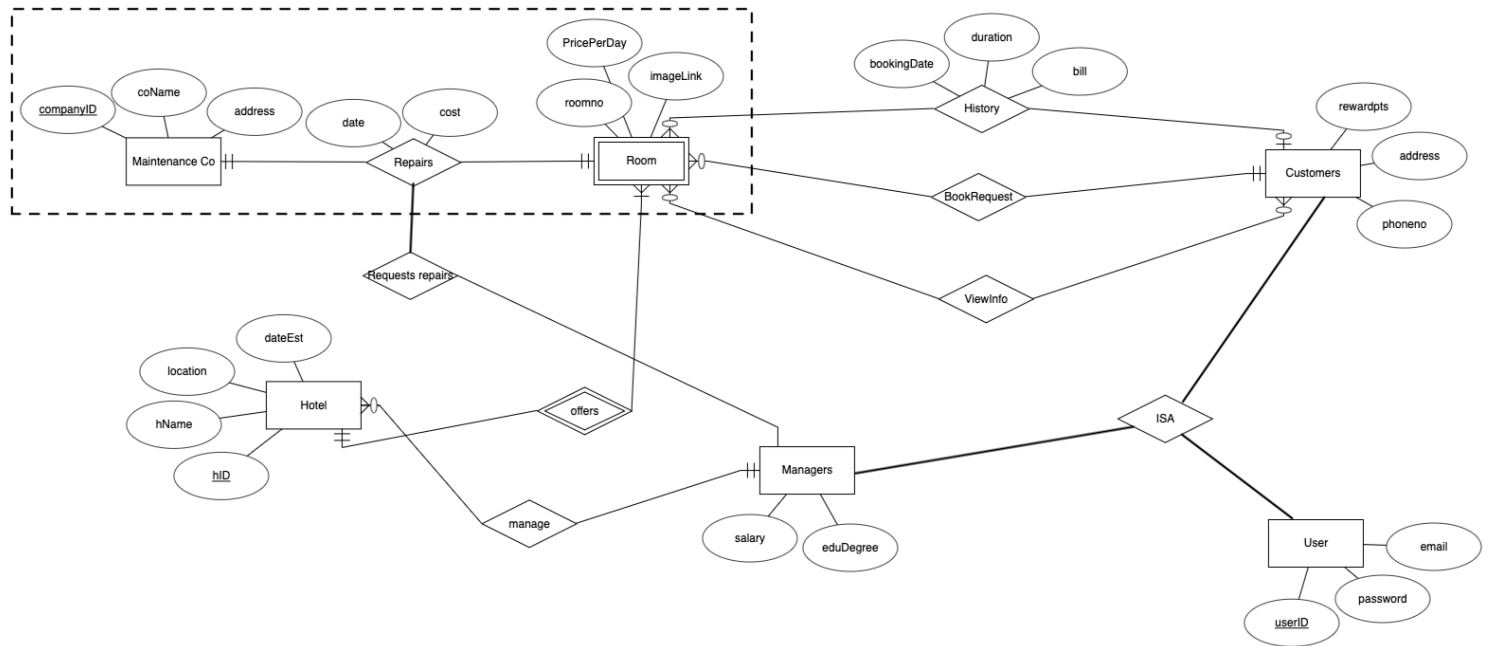 PricePerDay
imageLink
roomno
Room
companyID
coName
address
Maintenance Co
date
cost
Repairs
bookingDate
duration
bill
History
rewardpts
address
phoneno
Customers
BookRequest
ViewInfo
Requests repairs
dateEst
location
hName
hID
Hotel
offers
manage
Managers
salary
eduDegree
ISA
User
email
password
userID